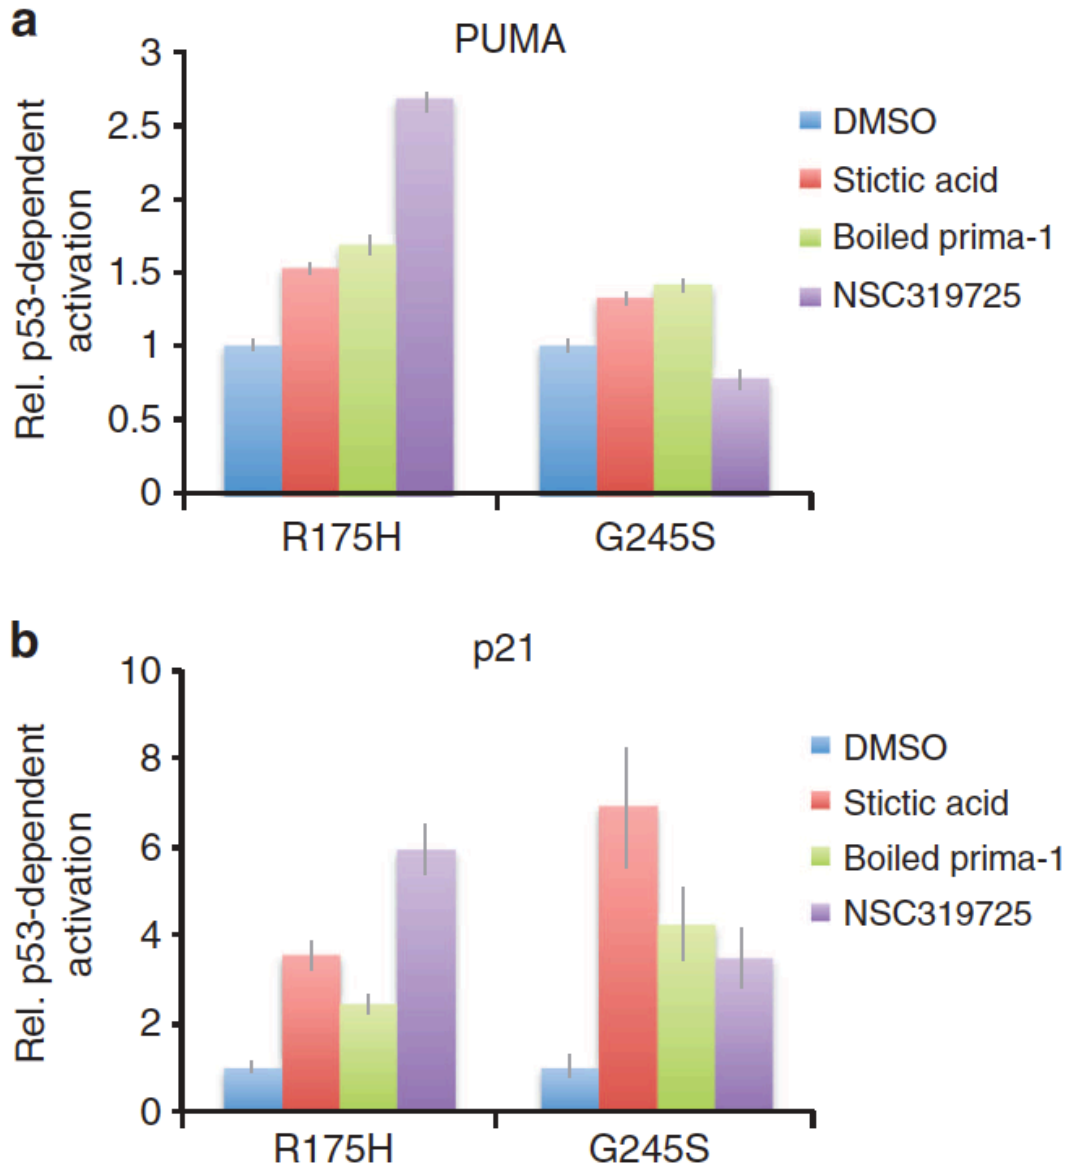 a
PUMA
Rel. p53-dependent
activation
3
2.5
2
1.5
1
0.5
0
R175H
G245S
DMSO
Stictic acid
Boiled prima-1
NSC319725
b
p21
Rel. p53-dependent
activation
10
8
6
4
2
0
R175H
G245S
DMSO
Stictic acid
Boiled prima-1
NSC319725